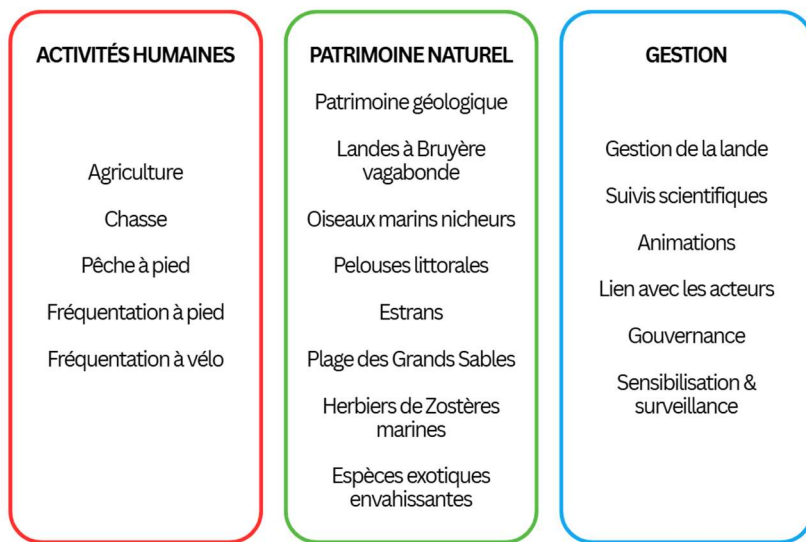 ACTIVITÉS HUMAINES
Agriculture
Chasse
Pêche à pied
Fréquentation à pied
Fréquentation à vélo
PATRIMOINE NATUREL
Patrimoine géologique
Landes à Bruyère
vagabonde
Oiseaux marins nicheurs
Pelouses littorales
Estrans
Plage des Grands Sables
Herbiers de Zostères
marines
Espèces exotiques
envahissantes
GESTION
Gestion de la lande
Suivis scientifiques
Animations
Lien avec les acteurs
Gouvernance
Sensibilisation &
surveillance